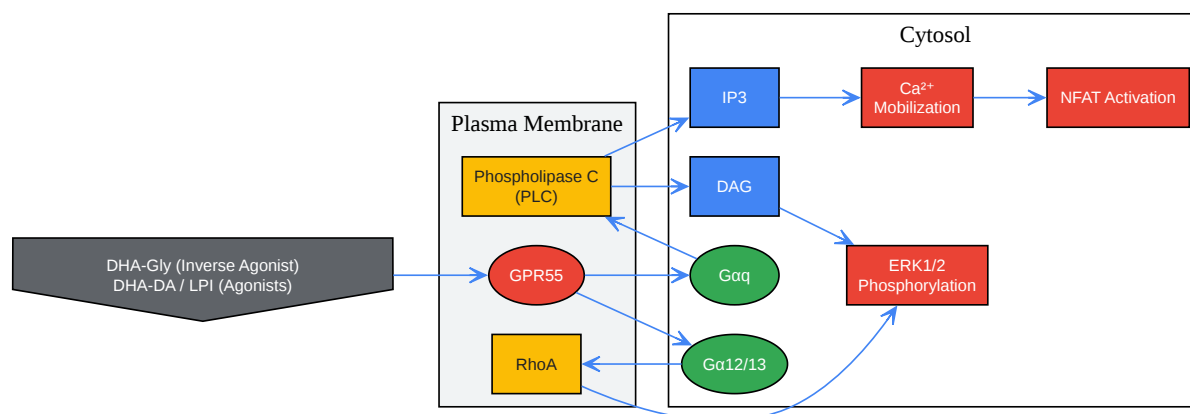 Cytosol
IP3
Ca²⁺
Mobilization
NFAT Activation
Plasma Membrane
Phospholipase C
(PLC)
DAG
DHA-Gly (Inverse Agonist)
DHA-DA / LPI (Agonists)
GPR55
Gαq
ERK1/2
Phosphorylation
RhoA
Gα12/13